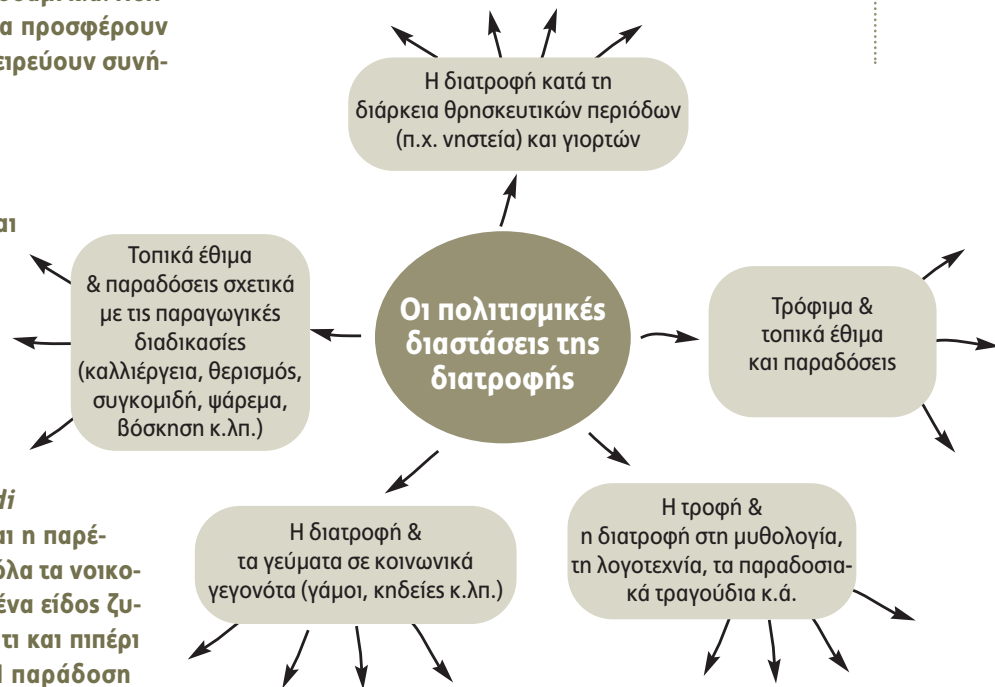 α προσφέρουν
ειρεύουν συνή-
αι
di
αι η παρέ-
όλα τα νοικο-
ένα είδος ζυ-
τι και πιπέρι
παράδοση
Η διατροφή κατά τη
διάρκεια θρησκευτικών περιόδων
(π.χ. νηστεία) και γιορτών
Τοπικά έθιμα
& παραδόσεις σχετικά
με τις παραγωγικές
διαδικασίες
(καλλιέργεια, θερισμός,
συγκομιδή, ψάρεμα,
βόσκηση κ.λπ.)
Οι πολιτισμικές
διαστάσεις της
διατροφής
Τρόφιμα &
τοπικά έθιμα
και παραδόσεις
Η διατροφή &
τα γεύματα σε κοινωνικά
γεγονότα (γάμοι, κηδείες κ.λπ.)
Η τροφή &
η διατροφή στη μυθολογία,
τη λογοτεχνία, τα παραδοσια-
κά τραγούδια κ.ά.